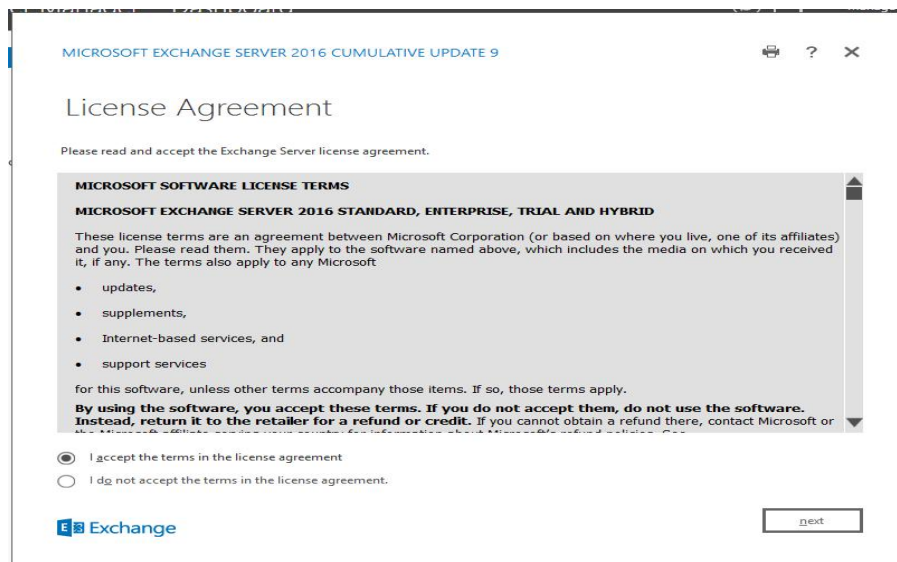 MICROSOFT EXCHANGE SERVER 2016 CUMULATIVE UPDATE 9
?
License Agreement
Please read and accept the Exchange Server license agreement.
MICROSOFT SOFTWARE LICENSE TERMS
MICROSOFT EXCHANGE SERVER 2016 STANDARD, ENTERPRISE, TRIAL AND HYBRID
These license terms are an agreement between Microsoft Corporation (or based on where you live, one of its affiliates)
and you. Please read them. They apply to the software named above, which includes the media on which you received
it, if any. The terms also apply to any Microsoft
• updates,
• supplements,
• Internet-based services, and
• support services
for this software, unless other terms accompany those items. If so, those terms apply.
By using the software, you accept these terms. If you do not accept them, do not use the software.
Instead, return it to the retailer for a refund or credit. If you cannot obtain a refund there, contact Microsoft or
I accept the terms in the license agreement
I do not accept the terms in the license agreement.
E Exchange
next